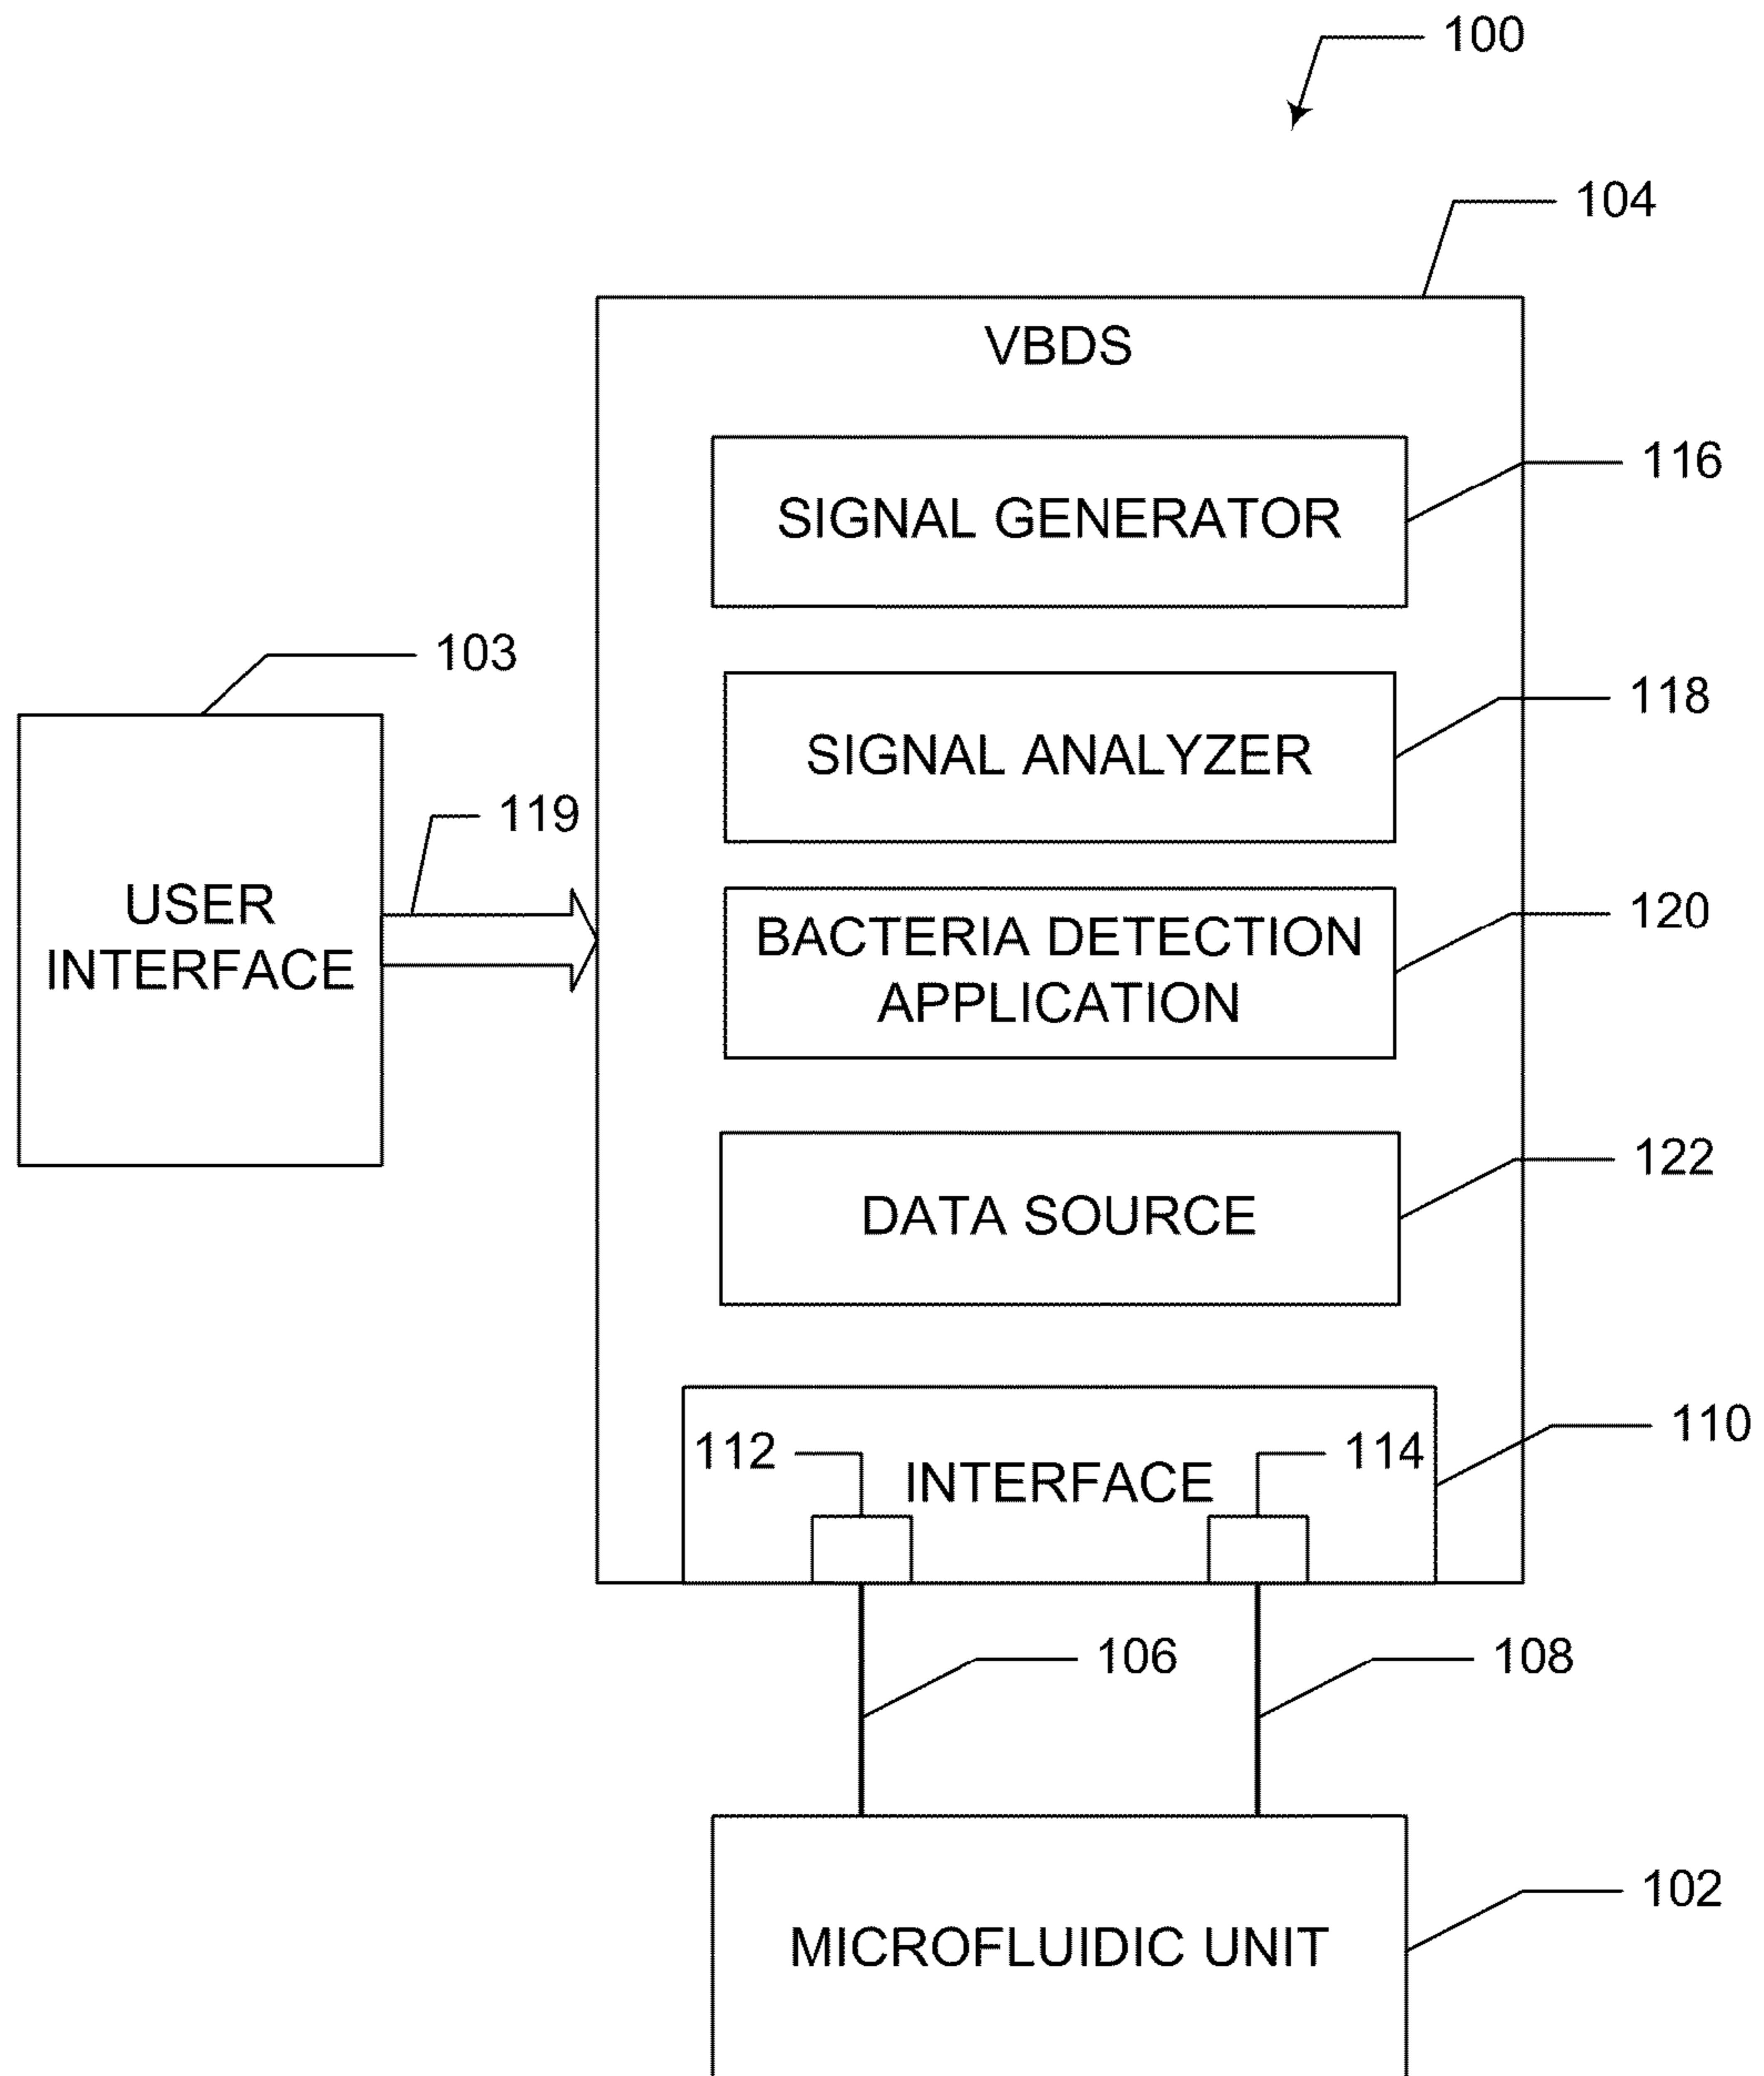 100
104
VBDS
SIGNAL GENERATOR
116
103
SIGNAL ANALYZER
118
119
USER
INTERFACE
BACTERIA DETECTION
APPLICATION
120
DATA SOURCE
122
110
112
INTERFACE
114
106
108
MICROFLUIDIC UNIT
102